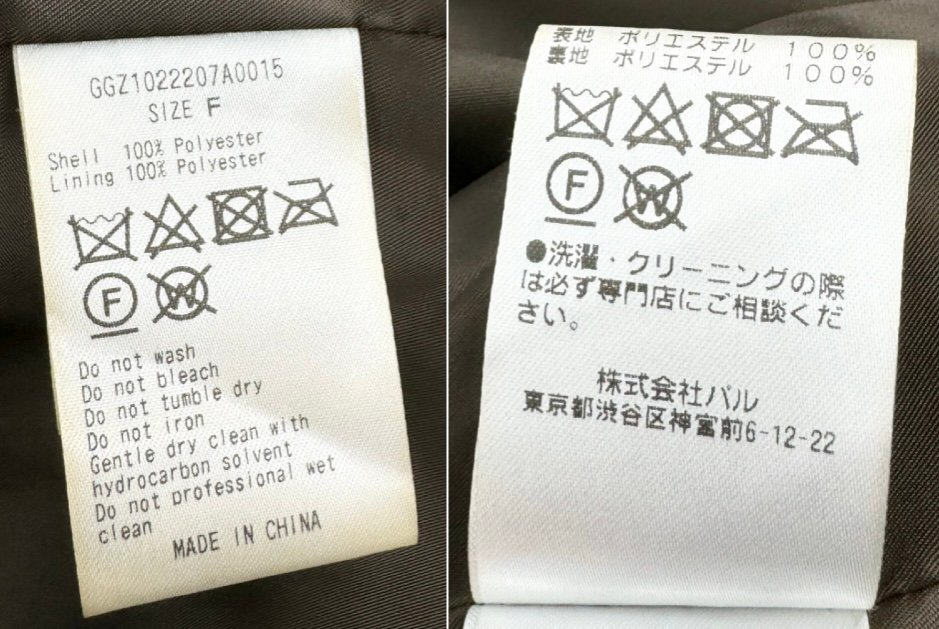 GGZ1022207A0015
SIZE F
Shell 100% Polyester
Lining 100% Polyester
F
W
Do not wash
Do not bleach
Do not tumble dry
Do not iron
Gentle dry clean with
hydrocarbon solvent
Do not professional wet
clean
MADE IN CHINA
表地 ポリエステル 100%
裏地 ポリエステル 100%
F
W
●洗濯・クリーニングの際
は必ず専門店にご相談くだ
さい。
株式会社パル
東京都渋谷区神宮前6-12-22